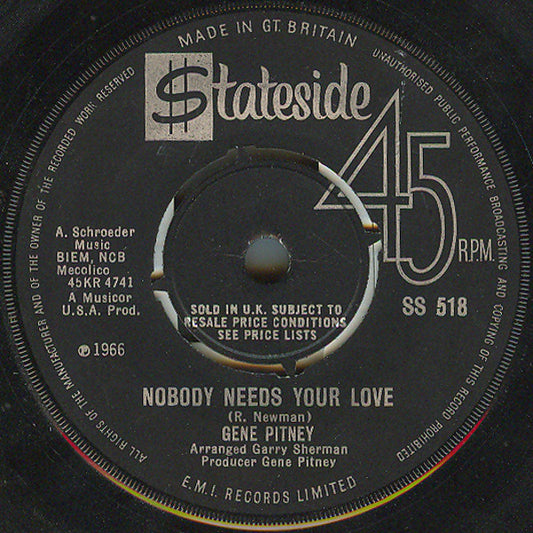 MADE IN GT. BRITAIN
$tateside
45
R.P.M.
A. Schroeder
Music
BIEM, NCB
Mecolico
45KR 4741
A Musicor
U.S.A. Prod.
℗ 1966
SS 518
SOLD IN U.K. SUBJECT TO
RESALE PRICE CONDITIONS
SEE PRICE LISTS
NOBODY NEEDS YOUR LOVE
(R. Newman)
GENE PITNEY
Arranged Garry Sherman
Producer Gene Pitney
E.M.I. RECORDS LIMITED
ALL RIGHTS OF THE MANUFACTURER AND OF THE OWNER OF THE RECORDED WORK RESERVED
UNAUTHORISED PUBLIC PERFORMANCE BROADCASTING AND COPYING OF THIS RECORD PROHIBITED